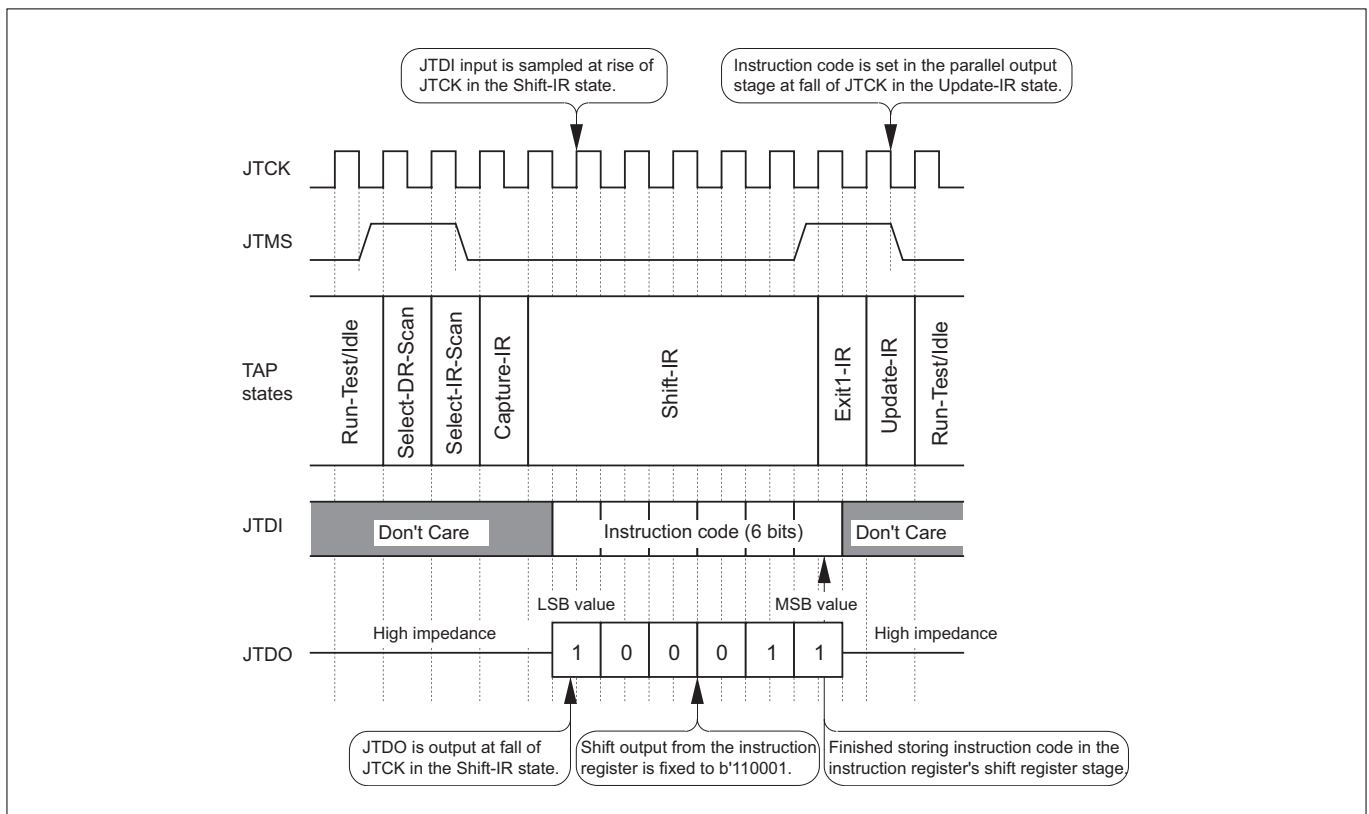 JTDI input is sampled at rise of
JTCK in the Shift-IR state.
Instruction code is set in the parallel output
stage at fall of JTCK in the Update-IR state.
JTCK
JTMS
TAP
states
Run-Test/Idle
Select-DR-Scan
Select-IR-Scan
Capture-IR
Shift-IR
Exit1-IR
Update-IR
Run-Test/Idle
JTDI
Don't Care
Instruction code (6 bits)
Don't Care
LSB value
MSB value
JTDO
High impedance
1 0 0 0 1 1
High impedance
JTDO is output at fall of
JTCK in the Shift-IR state.
Shift output from the instruction
register is fixed to b'110001.
Finished storing instruction code in the
instruction register's shift register stage.